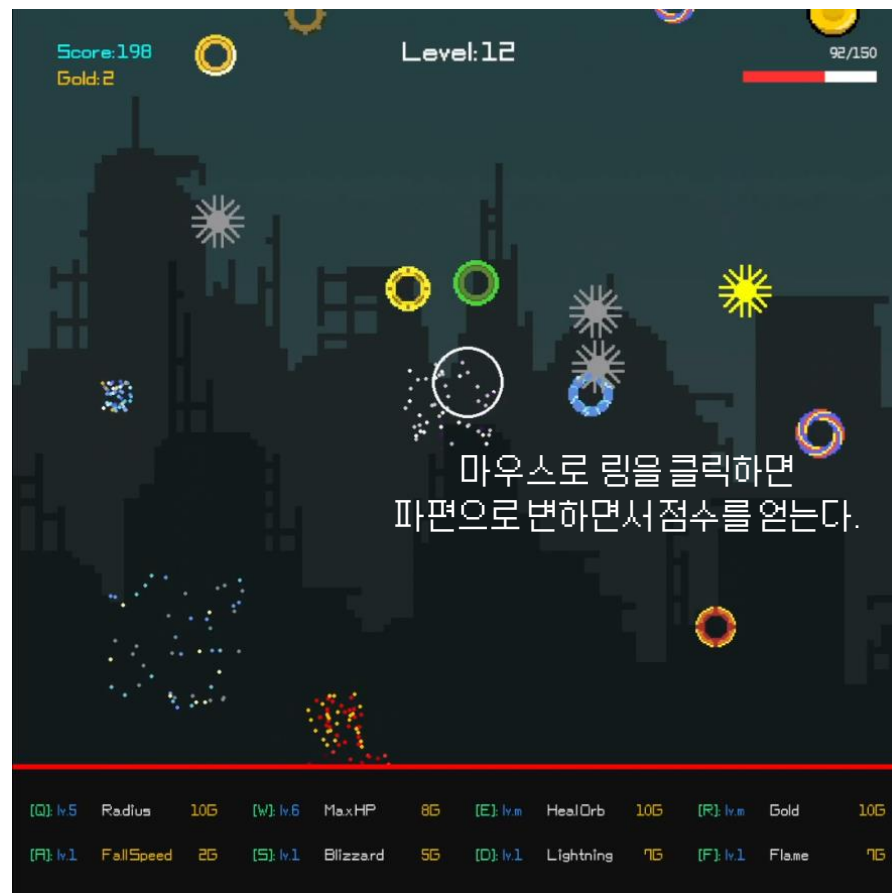 Score:198
Level:12
92/150
Gold:2
마우스로 링을 클릭하면
파편으로 변하면서 점수를 얻는다.
[Q]: lv.5 Radius 10G [W]: lv.6 MaxHP 8G [E]: lv.m HealOrb 10G [R]: lv.m Gold 10G
[A]: lv.1 FallSpeed 2G [S]: lv.1 Blizzard 5G [D]: lv.1 Lightning 7G [F]: lv.1 Flame 7G